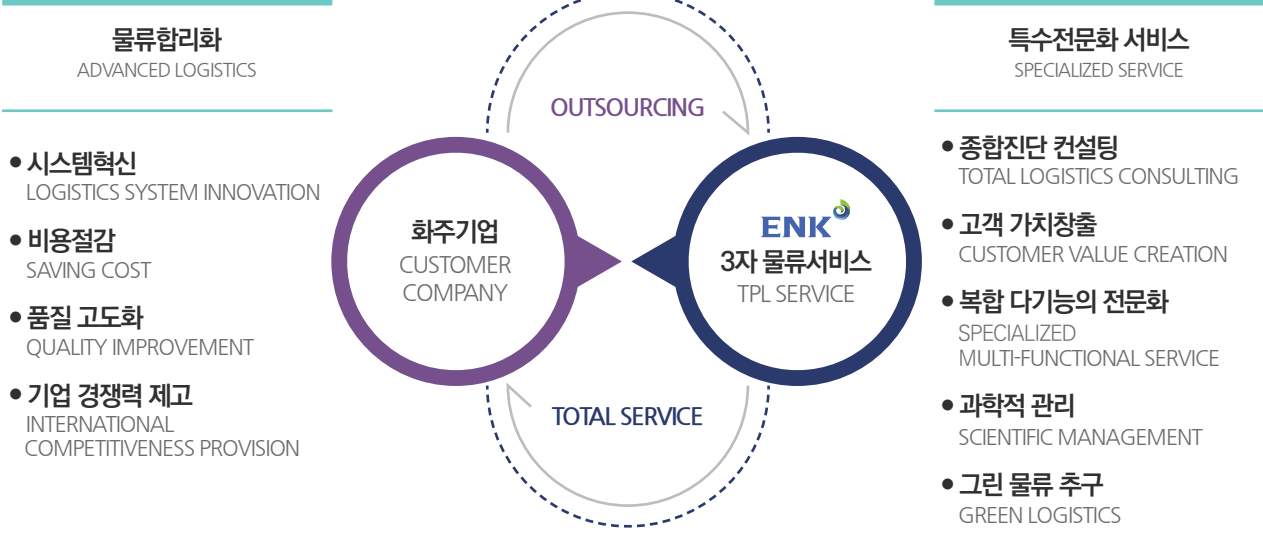 물류합리화
ADVANCED LOGISTICS
• 시스템혁신
LOGISTICS SYSTEM INNOVATION
• 비용절감
SAVING COST
• 품질 고도화
QUALITY IMPROVEMENT
• 기업 경쟁력 제고
INTERNATIONAL
COMPETITIVENESS PROVISION
OUTSOURCING
화주기업
CUSTOMER
COMPANY
ENK
3자 물류서비스
TPL SERVICE
TOTAL SERVICE
특수전문화 서비스
SPECIALIZED SERVICE
• 종합진단 컨설팅
TOTAL LOGISTICS CONSULTING
• 고객 가치창출
CUSTOMER VALUE CREATION
• 복합 다기능의 전문화
SPECIALIZED
MULTI-FUNCTIONAL SERVICE
• 과학적 관리
SCIENTIFIC MANAGEMENT
• 그린 물류 추구
GREEN LOGISTICS